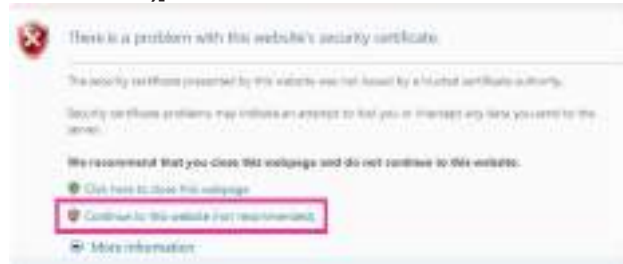 There is a problem with this website's security certificate.
The security certificate presented by this website was not issued by a trusted certificate authority.
Security certificate problems may indicate an attempt to fool you or intercept any data you send to the
server.
We recommend that you close this webpage and do not continue to this website.
Click here to close this webpage.
Continue to this website (not recommended).
More information